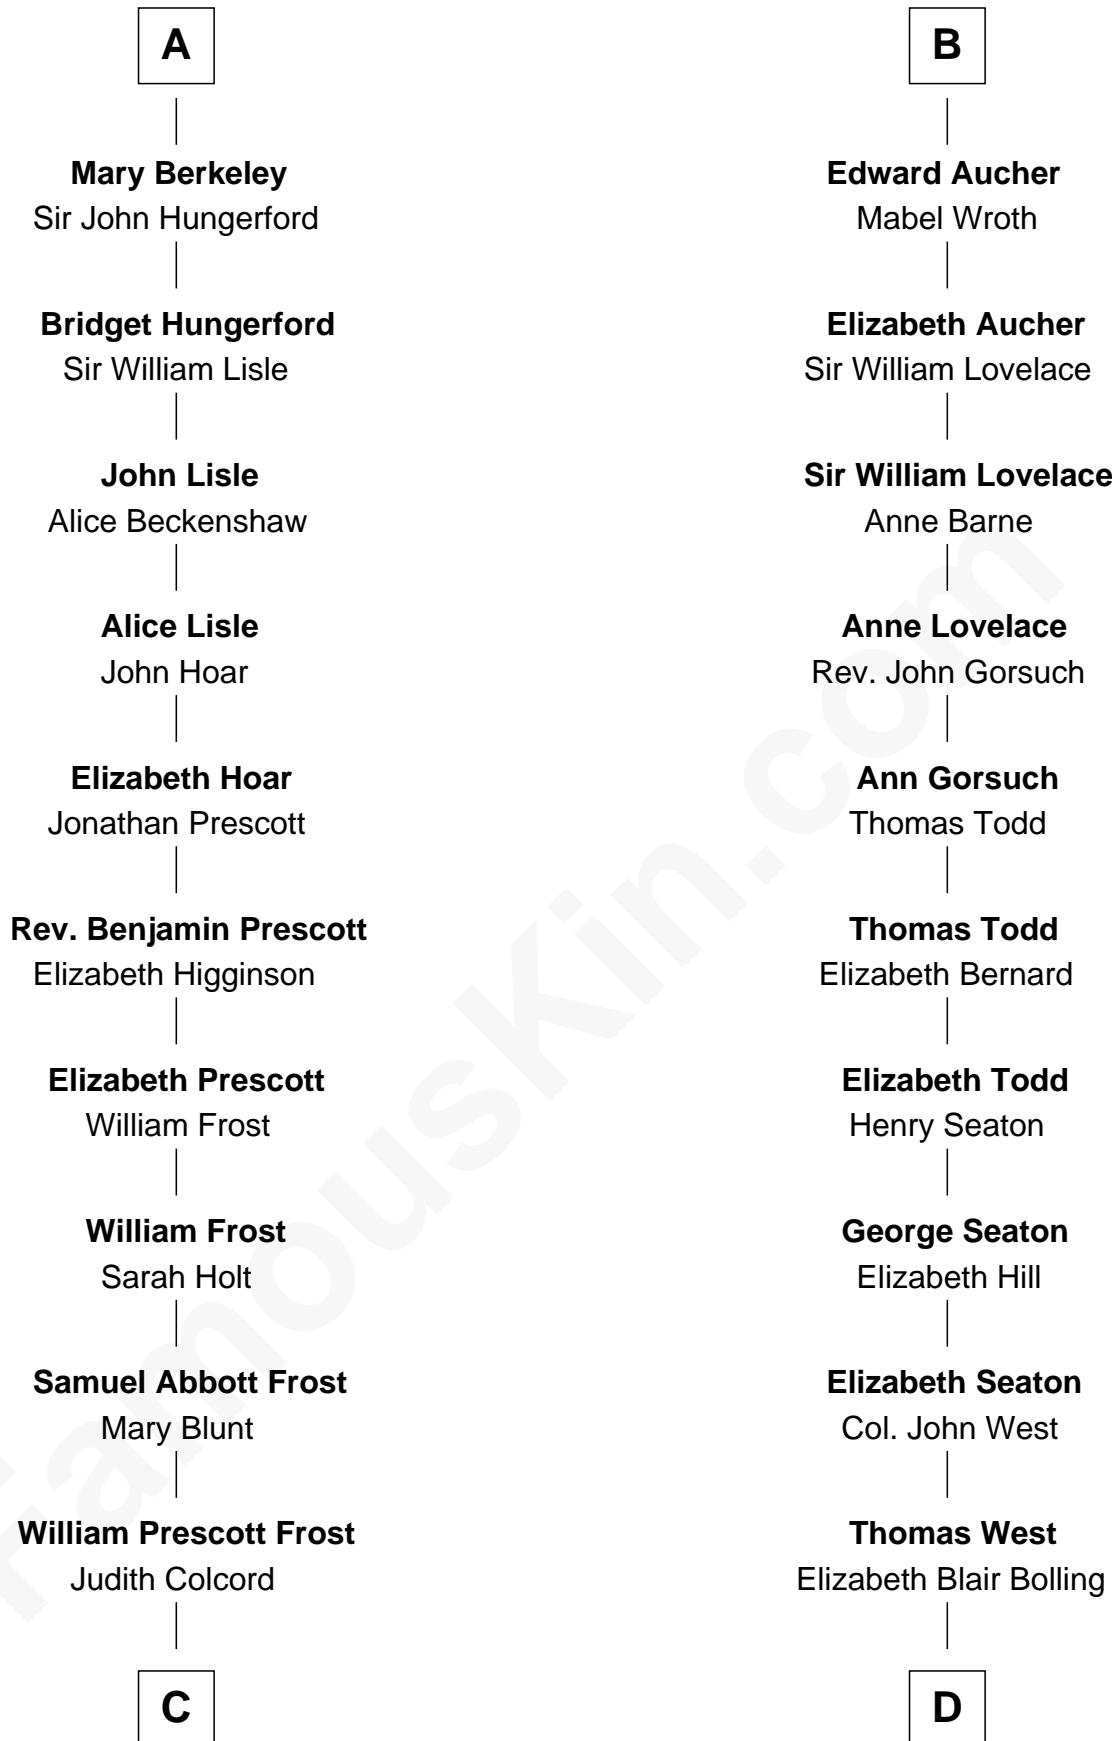 A
Mary Berkeley
Sir John Hungerford
Bridget Hungerford
Sir William Lisle
John Lisle
Alice Beckenshaw
Alice Lisle
John Hoar
Elizabeth Hoar
Jonathan Prescott
Rev. Benjamin Prescott
Elizabeth Higginson
Elizabeth Prescott
William Frost
William Frost
Sarah Holt
Samuel Abbott Frost
Mary Blunt
William Prescott Frost
Judith Colcord
C
B
Edward Aucher
Mabel Wroth
Elizabeth Aucher
Sir William Lovelace
Sir William Lovelace
Anne Barne
Anne Lovelace
Rev. John Gorsuch
Ann Gorsuch
Thomas Todd
Thomas Todd
Elizabeth Bernard
Elizabeth Todd
Henry Seaton
George Seaton
Elizabeth Hill
Elizabeth Seaton
Col. John West
Thomas West
Elizabeth Blair Bolling
D
FamousKin.com